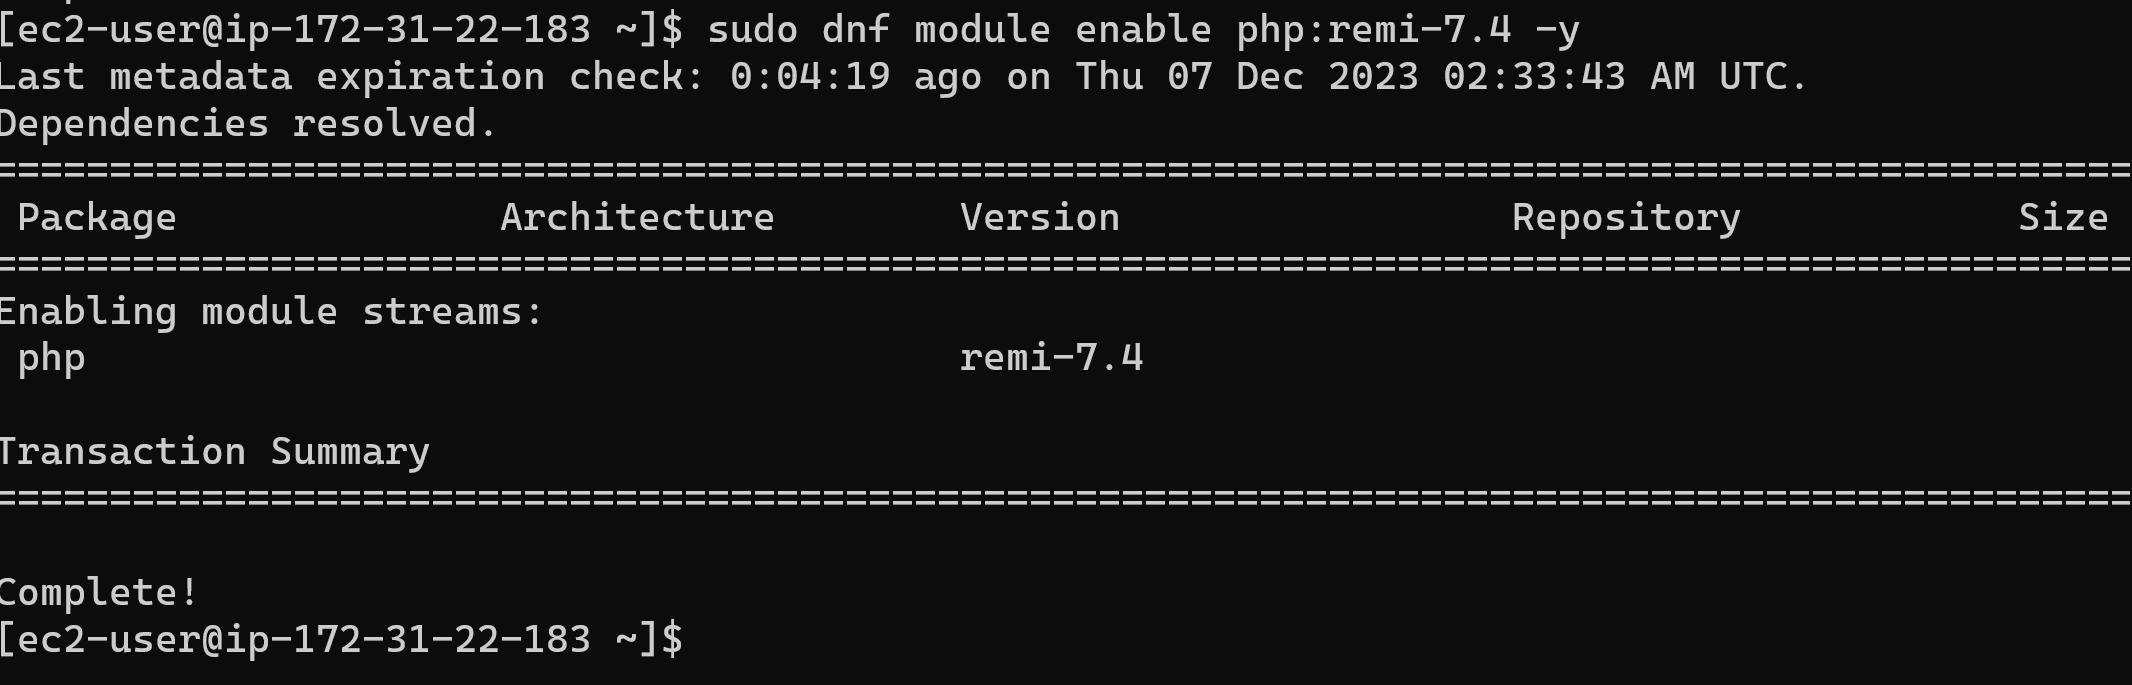 [ec2-user@ip-172-31-22-183 ~]$ sudo dnf module enable php:remi-7.4 -y
Last metadata expiration check: 0:04:19 ago on Thu 07 Dec 2023 02:33:43 AM UTC.
Dependencies resolved.
=============================================================================================
 Package              Architecture        Version                 Repository            Size
=============================================================================================
Enabling module streams:
 php                                      remi-7.4
Transaction Summary
=============================================================================================
Complete!
[ec2-user@ip-172-31-22-183 ~]$